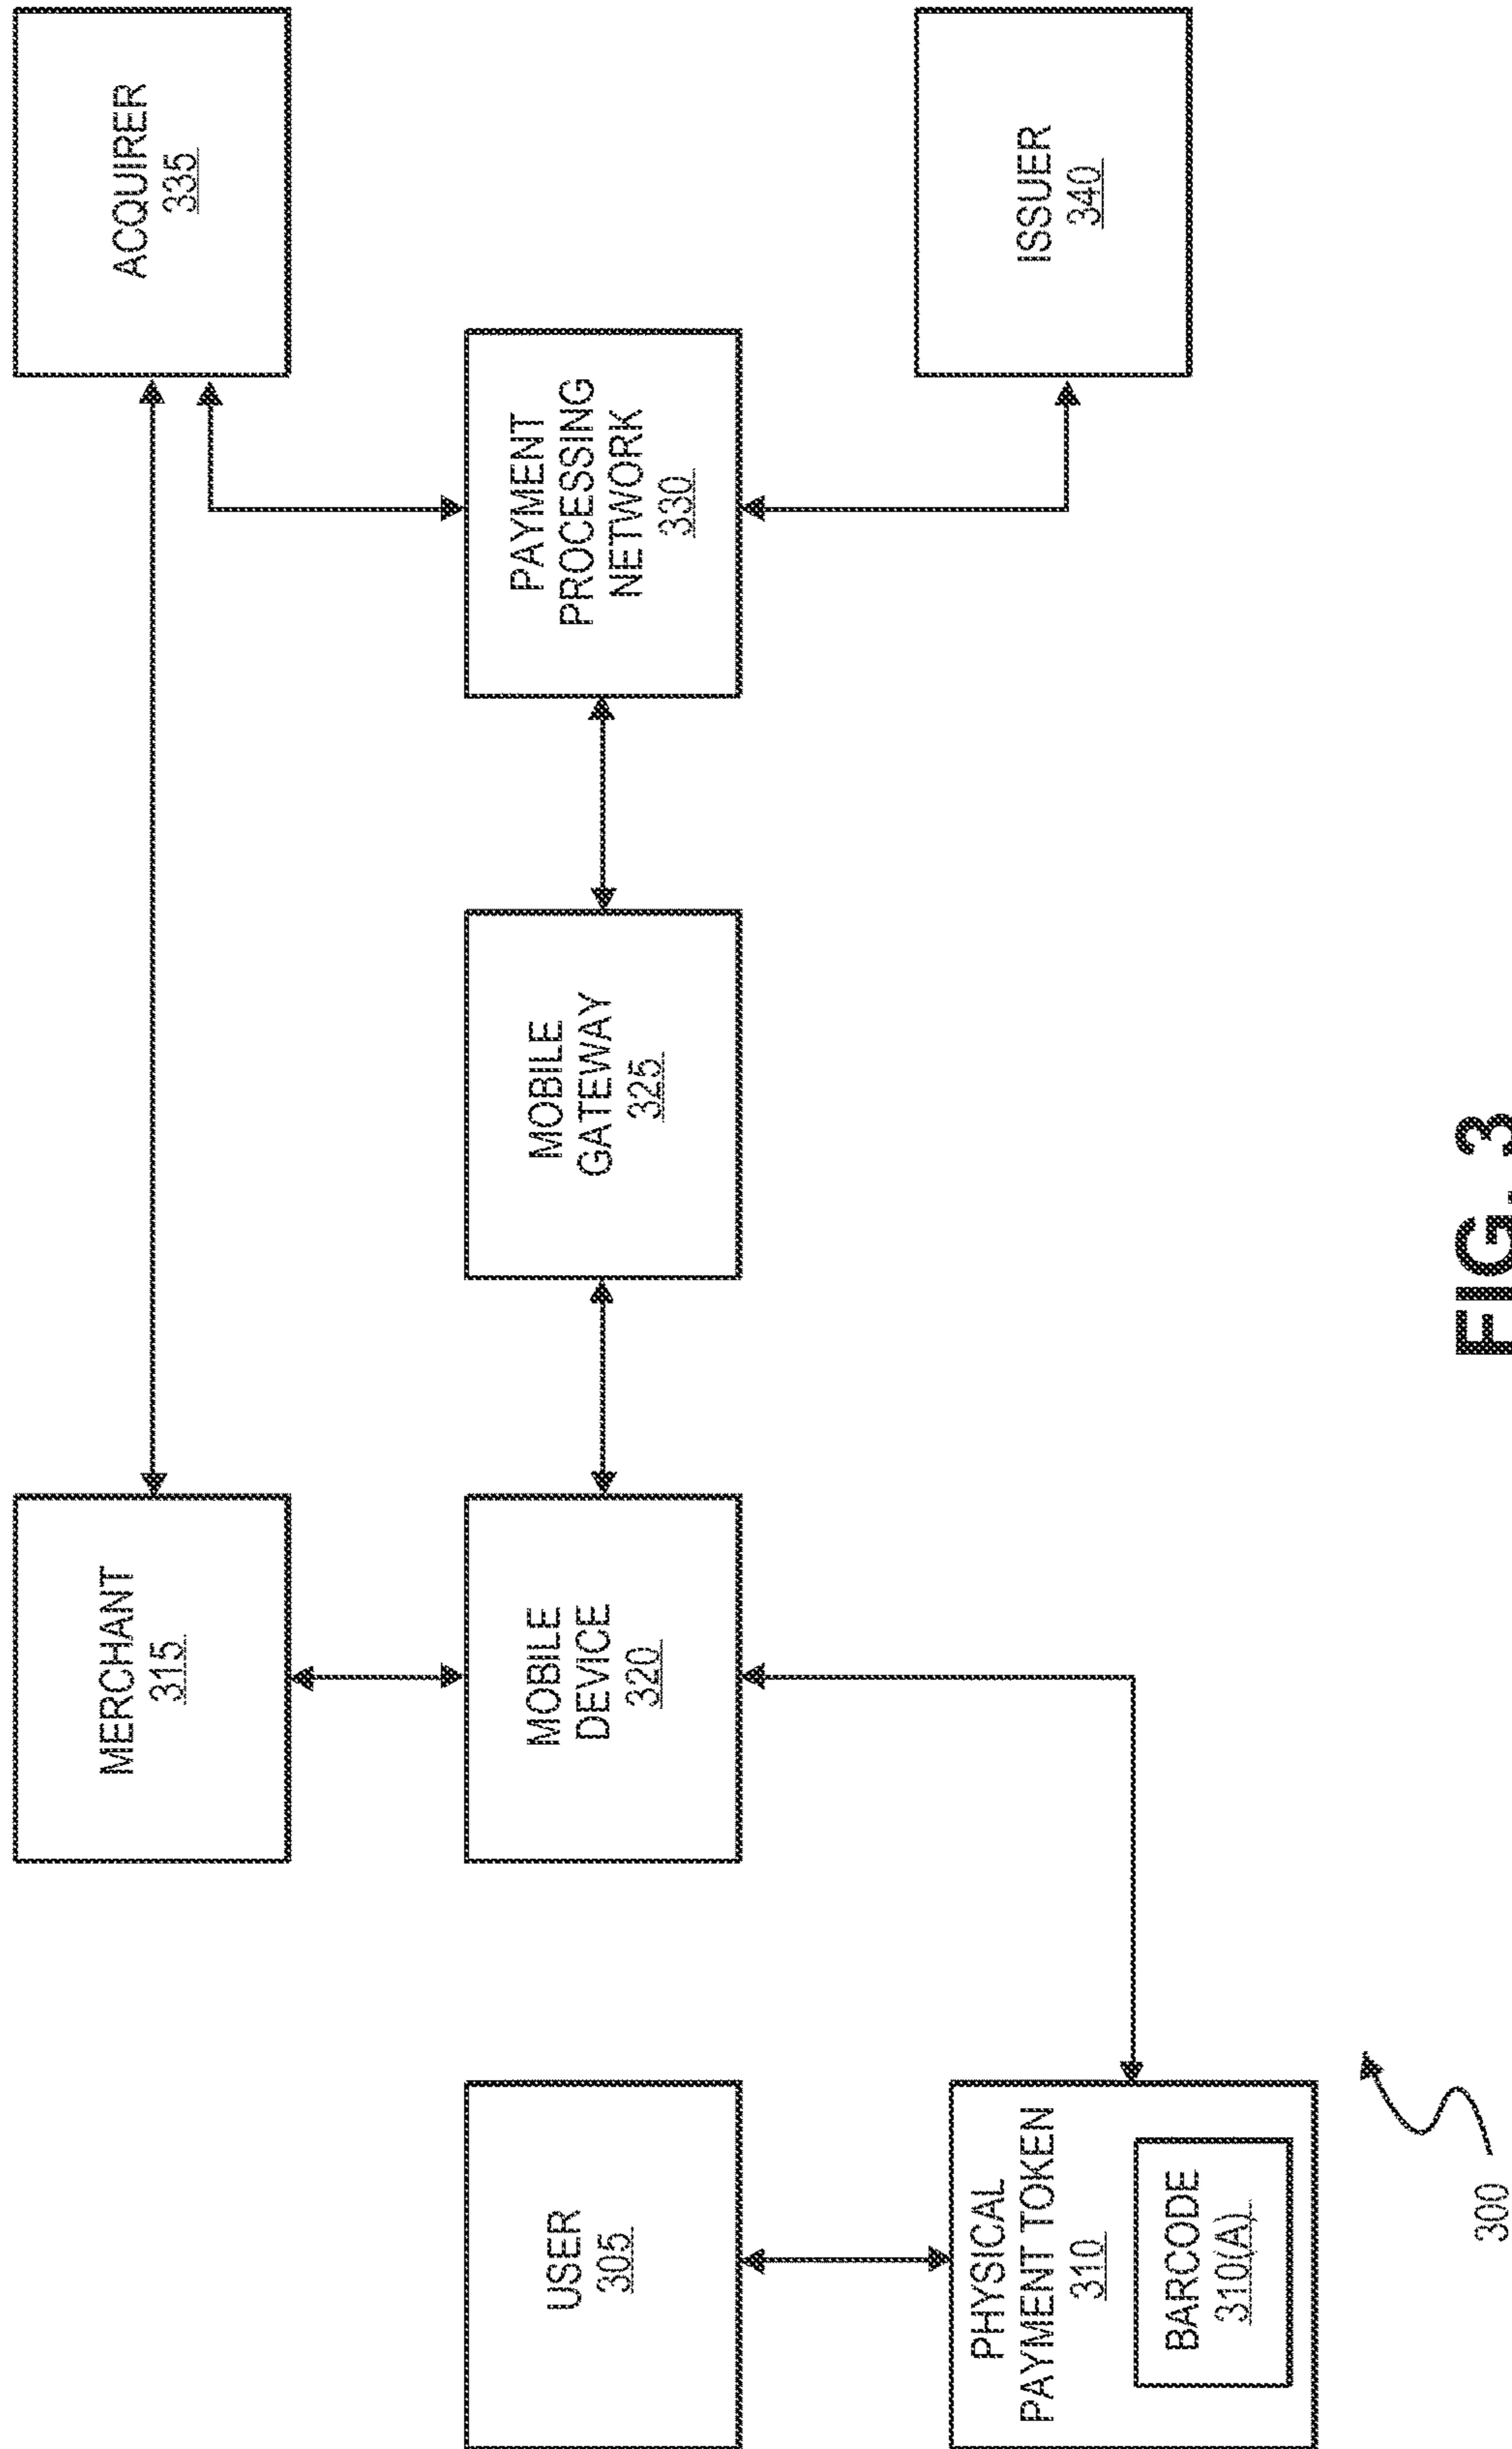 MERCHANT
315
ACQUIRER
335
USER
305
MOBILE
DEVICE
320
MOBILE
GATEWAY
325
PAYMENT
PROCESSING
NETWORK
330
PHYSICAL
PAYMENT TOKEN
310
BARCODE
310(A)
ISSUER
340
300
FIG. 3